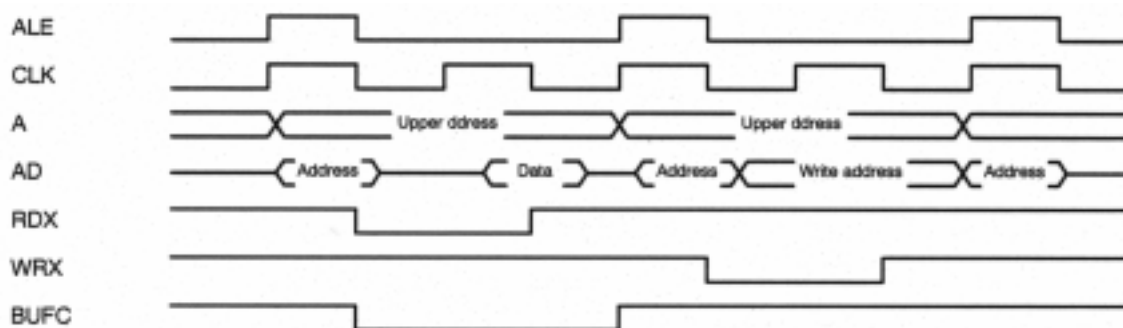 ALE
CLK
A Upper ddress Upper ddress
AD Address Data Address Write address Address
RDX
WRX
BUFC